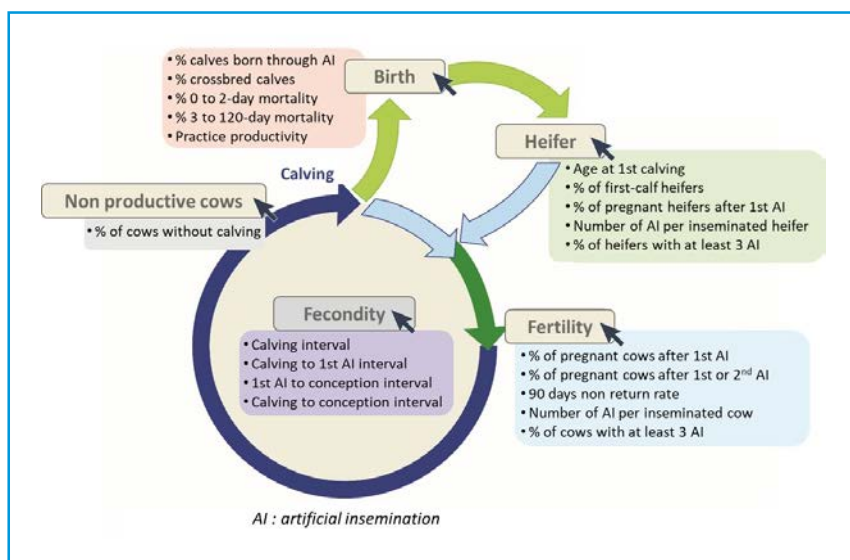 • % calves born through AI
• % crossbred calves
• % 0 to 2-day mortality
• % 3 to 120-day mortality
• Practice productivity
Birth
Heifer
• Age at 1st calving
• % of first-calf heifers
• % of pregnant heifers after 1st AI
• Number of AI per inseminated heifer
• % of heifers with at least 3 AI
Calving
Non productive cows
• % of cows without calving
Fecondity
• Calving interval
• Calving to 1st AI interval
• 1st AI to conception interval
• Calving to conception interval
Fertility
• % of pregnant cows after 1st AI
• % of pregnant cows after 1st or 2nd AI
• 90 days non return rate
• Number of AI per inseminated cow
• % of cows with at least 3 AI
AI : artificial insemination